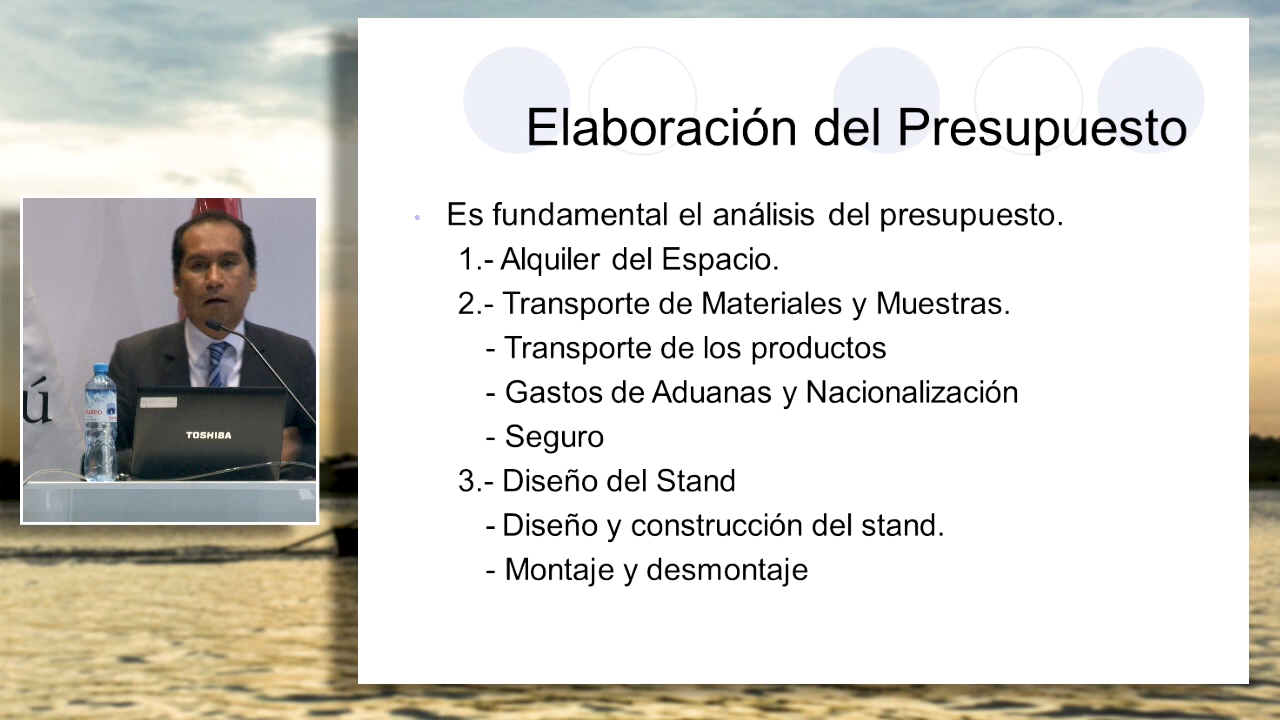 Elaboración del Presupuesto
• Es fundamental el análisis del presupuesto.
1.- Alquiler del Espacio.
2.- Transporte de Materiales y Muestras.
- Transporte de los productos
- Gastos de Aduanas y Nacionalización
- Seguro
3.- Diseño del Stand
- Diseño y construcción del stand.
- Montaje y desmontaje
ú
TOSHIBA